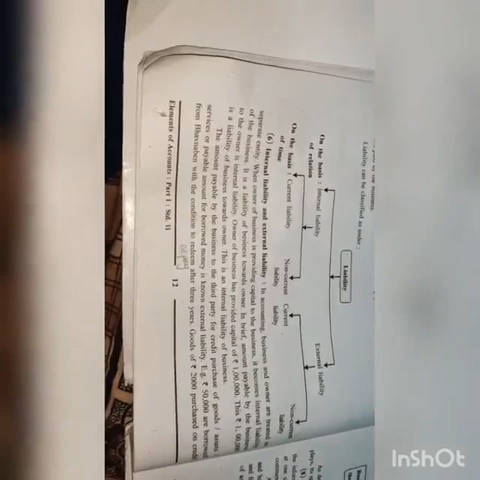 Liability can be classified as under :
Liability
On the basis : Internal liability External liability
of relation
On the basis : Current liability Non-current Current Non-current
of time liability liability liability
(6) Internal liability and external liability : In accounting, business and owner are treated
separate entity. When owner of business is providing capital to the business, it becomes internal
of the business. It is a liability of business towards owner. In brief, amount payable by the
to the owner is internal liability. Owner of business has provided capital of ₹ 1,00,000. This ₹ 1,
is a liability of business towards owner. This is an internal liability of business.
The amount payable by the business to the third party for credit purchase of goods / assets /
services or payable amount for borrowed money is known external liability. E.g. ₹ 50,000 are borrowed
from Bhavnaben with the condition to redeem after three years. Goods of ₹ 2000 purchased on
12
Elements of Accounts : Part 1 : Std. 11
InShOt